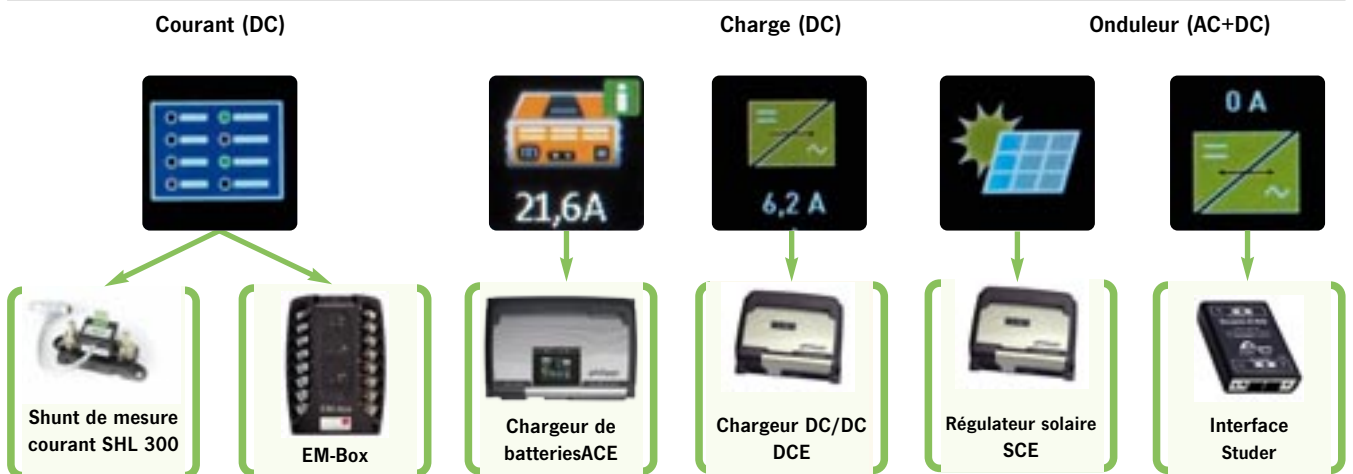 Courant (DC)
Charge (DC)
Onduleur (AC+DC)
21,6A
6,2 A
0 A
Shunt de mesure
courant SHL 300
EM-Box
Chargeur de
batteriesACE
Chargeur DC/DC
DCE
Régulateur solaire
SCE
Interface
Studer